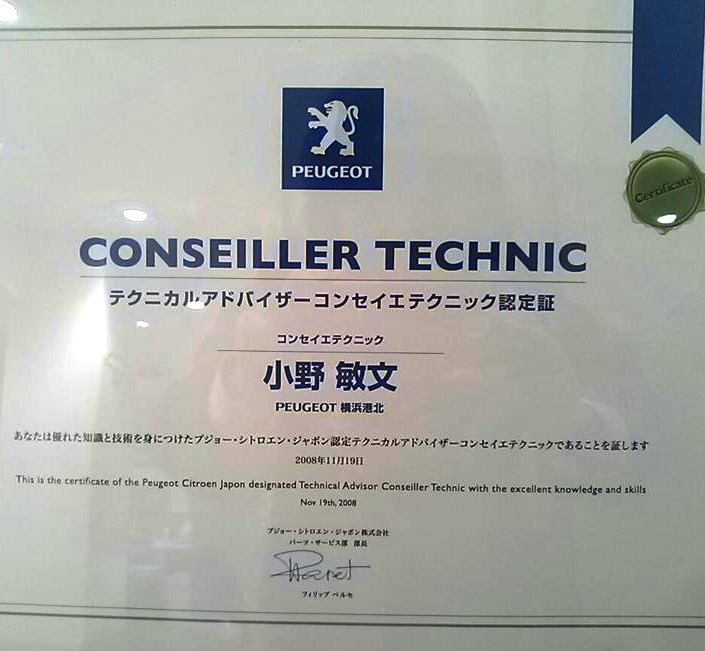 PEUGEOT
Certificate
CONSEILLER TECHNIC
テクニカルアドバイザーコンセイエテクニック認定証
コンセイエテクニック
小野 敏文
PEUGEOT 横浜港北
あなたは優れた知識と技術を身につけたプジョー・シトロエン・ジャポン認定テクニカルアドバイザーコンセイエテクニックであることを証します
2008年11月19日
This is the certificate of the Peugeot Citroen Japon designated Technical Advisor Conseiller Technic with the excellent knowledge and skills
Nov 19th, 2008
プジョー・シトロエン・ジャポン株式会社
パーツ・サービス部 部長
フィリップ ペルセ